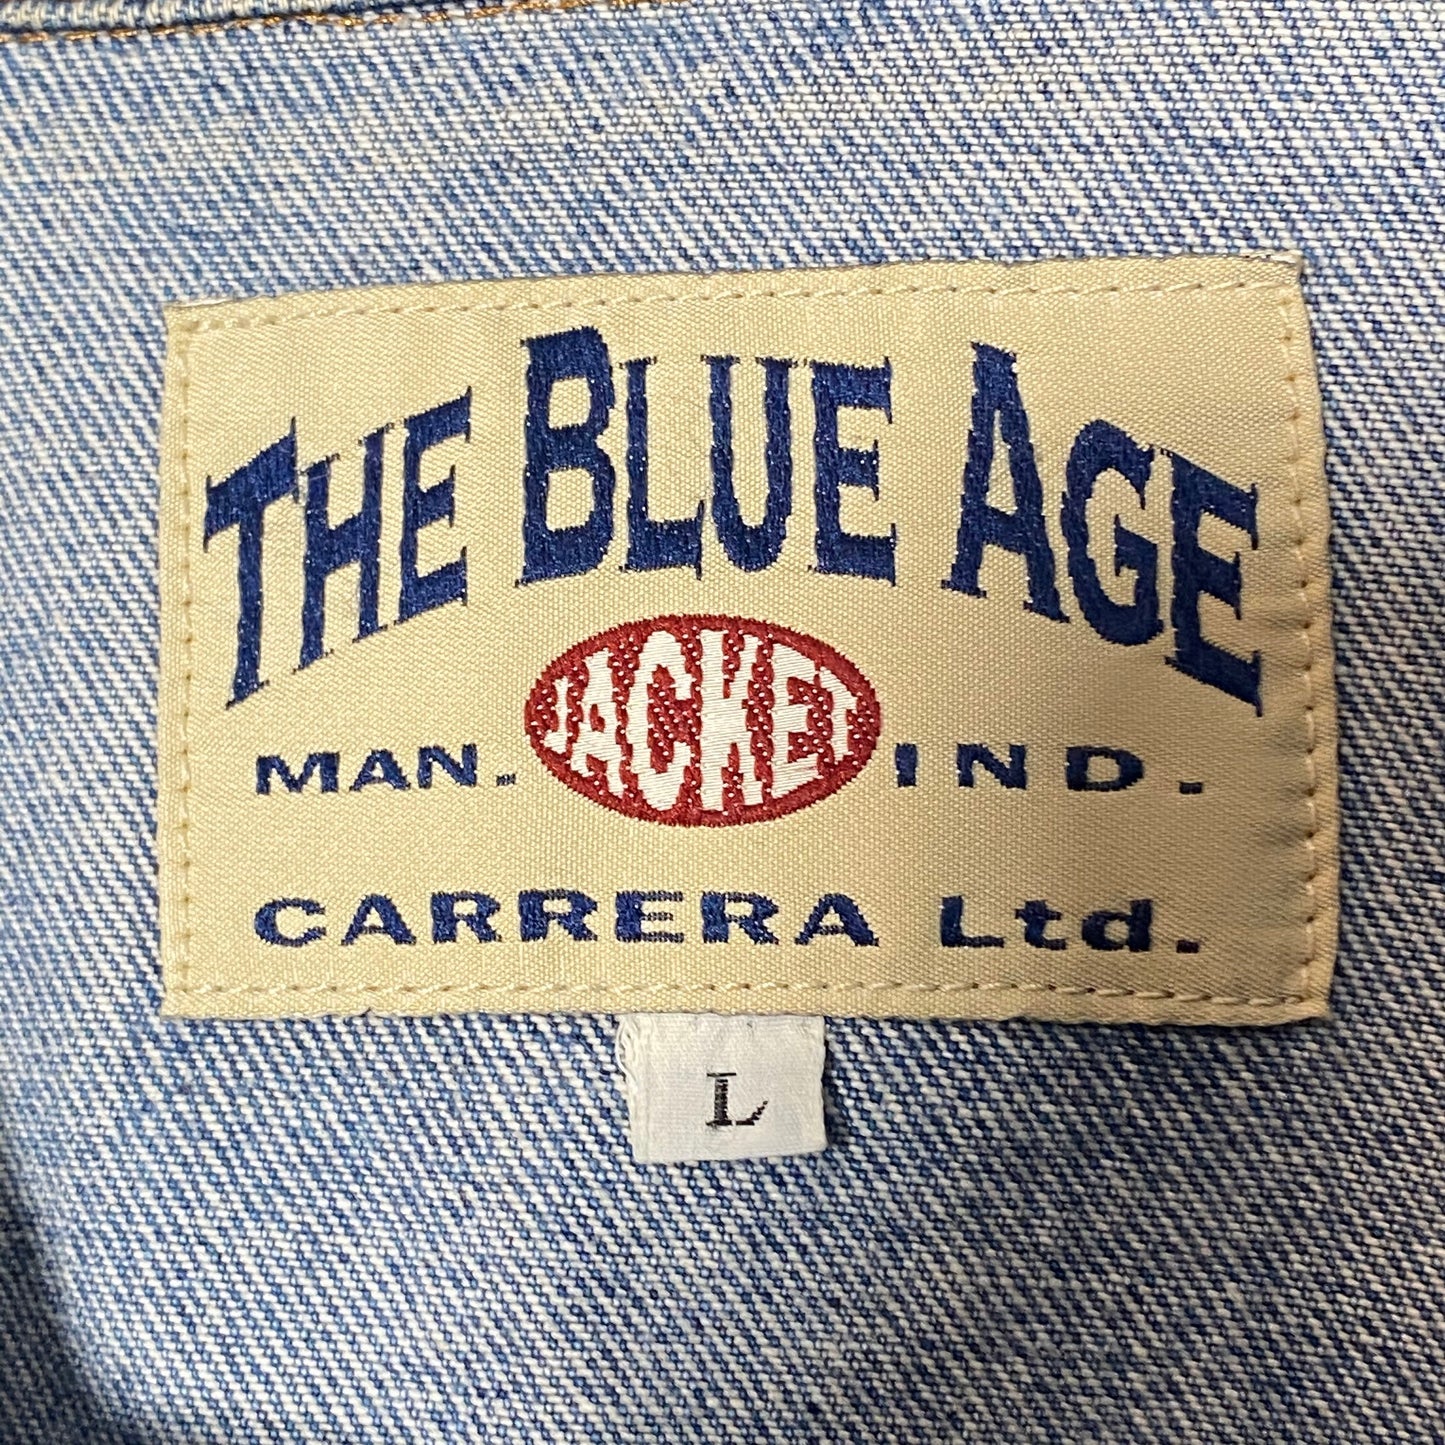 THE BLUE AGE
MAN. JACKET IND.
CARRERA Ltd.
L